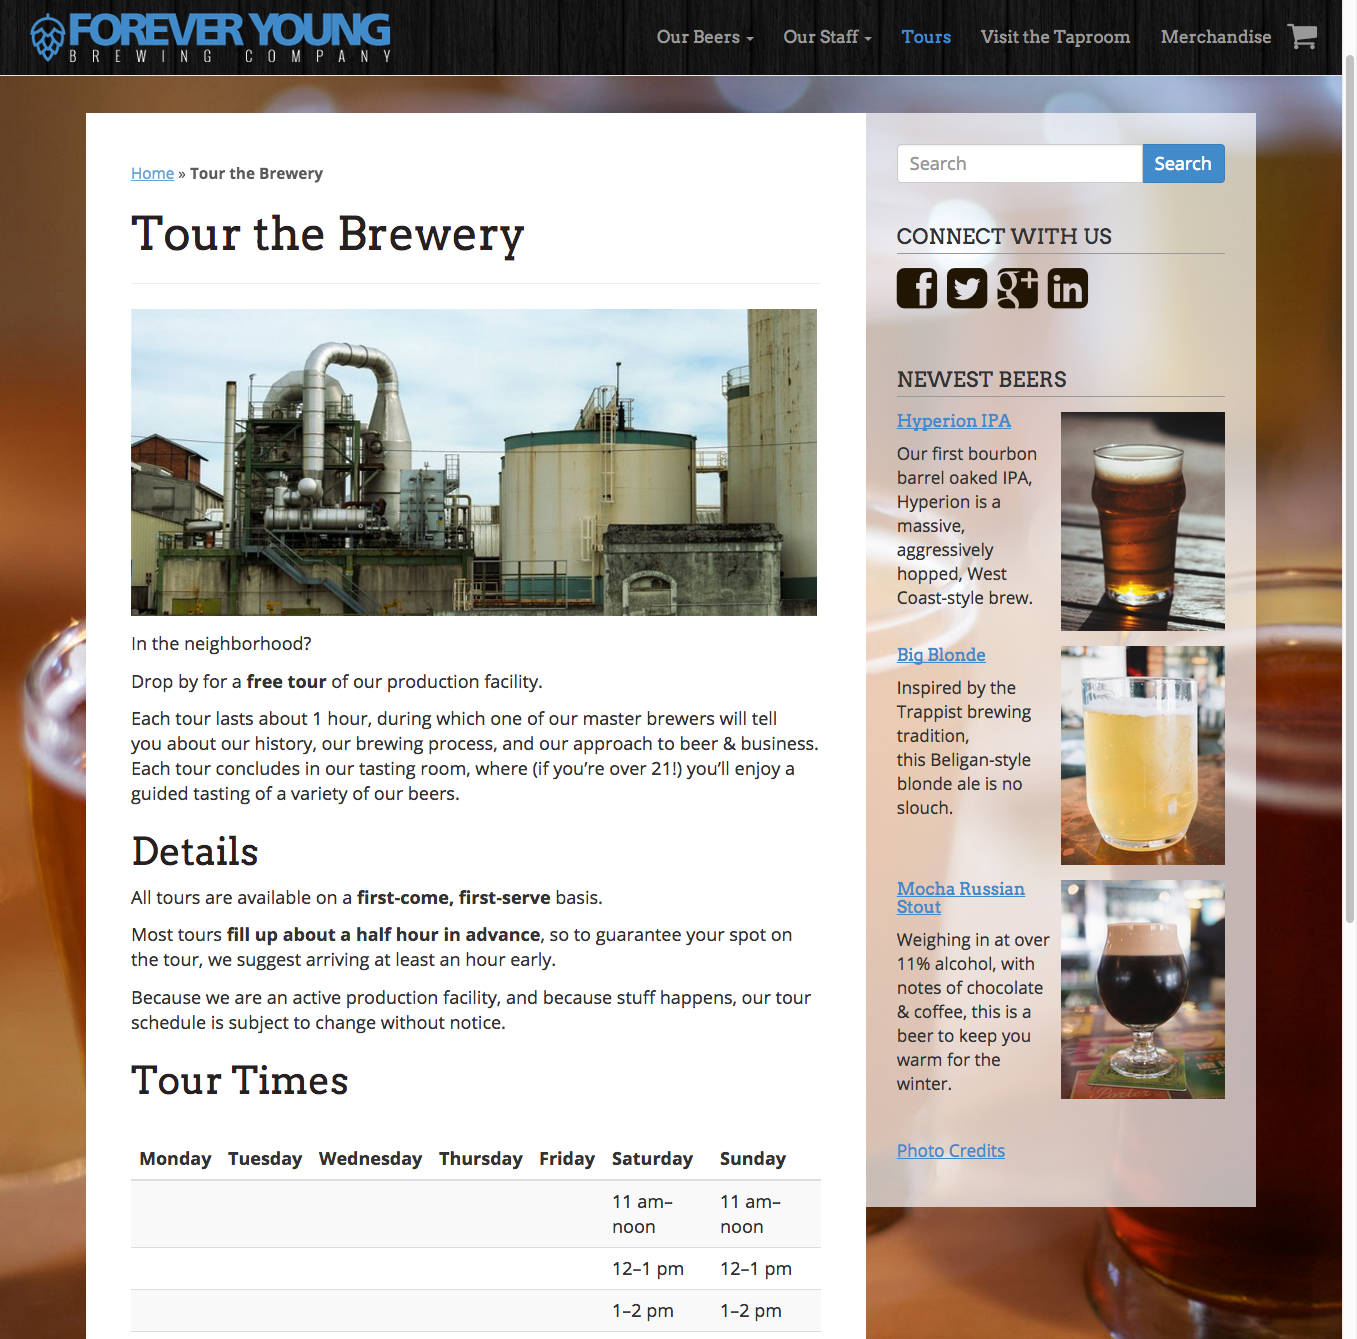 FOREVER YOUNG
BREWING COMPANY
Our Beers
Our Staff
Tours
Visit the Taproom
Merchandise
Home » Tour the Brewery
Tour the Brewery
In the neighborhood?
Drop by for a free tour of our production facility.
Each tour lasts about 1 hour, during which one of our master brewers will tell
you about our history, our brewing process, and our approach to beer & business.
Each tour concludes in our tasting room, where (if you’re over 21!) you’ll enjoy a
guided tasting of a variety of our beers.
Details
All tours are available on a first-come, first-serve basis.
Most tours fill up about a half hour in advance, so to guarantee your spot on
the tour, we suggest arriving at least an hour early.
Because we are an active production facility, and because stuff happens, our tour
schedule is subject to change without notice.
Tour Times
Monday Tuesday Wednesday Thursday Friday Saturday Sunday
11 am–
noon
11 am–
noon
12–1 pm 12–1 pm
1–2 pm 1–2 pm
Search
Search
CONNECT WITH US
NEWEST BEERS
Hyperion IPA
Our first bourbon
barrel oaked IPA,
Hyperion is a
massive,
aggressively
hopped, West
Coast-style brew.
Big Blonde
Inspired by the
Trappist brewing
tradition,
this Beligan-style
blonde ale is no
slouch.
Mocha Russian
Stout
Weighing in at over
11% alcohol, with
notes of chocolate
& coffee, this is a
beer to keep you
warm for the
winter.
Photo Credits